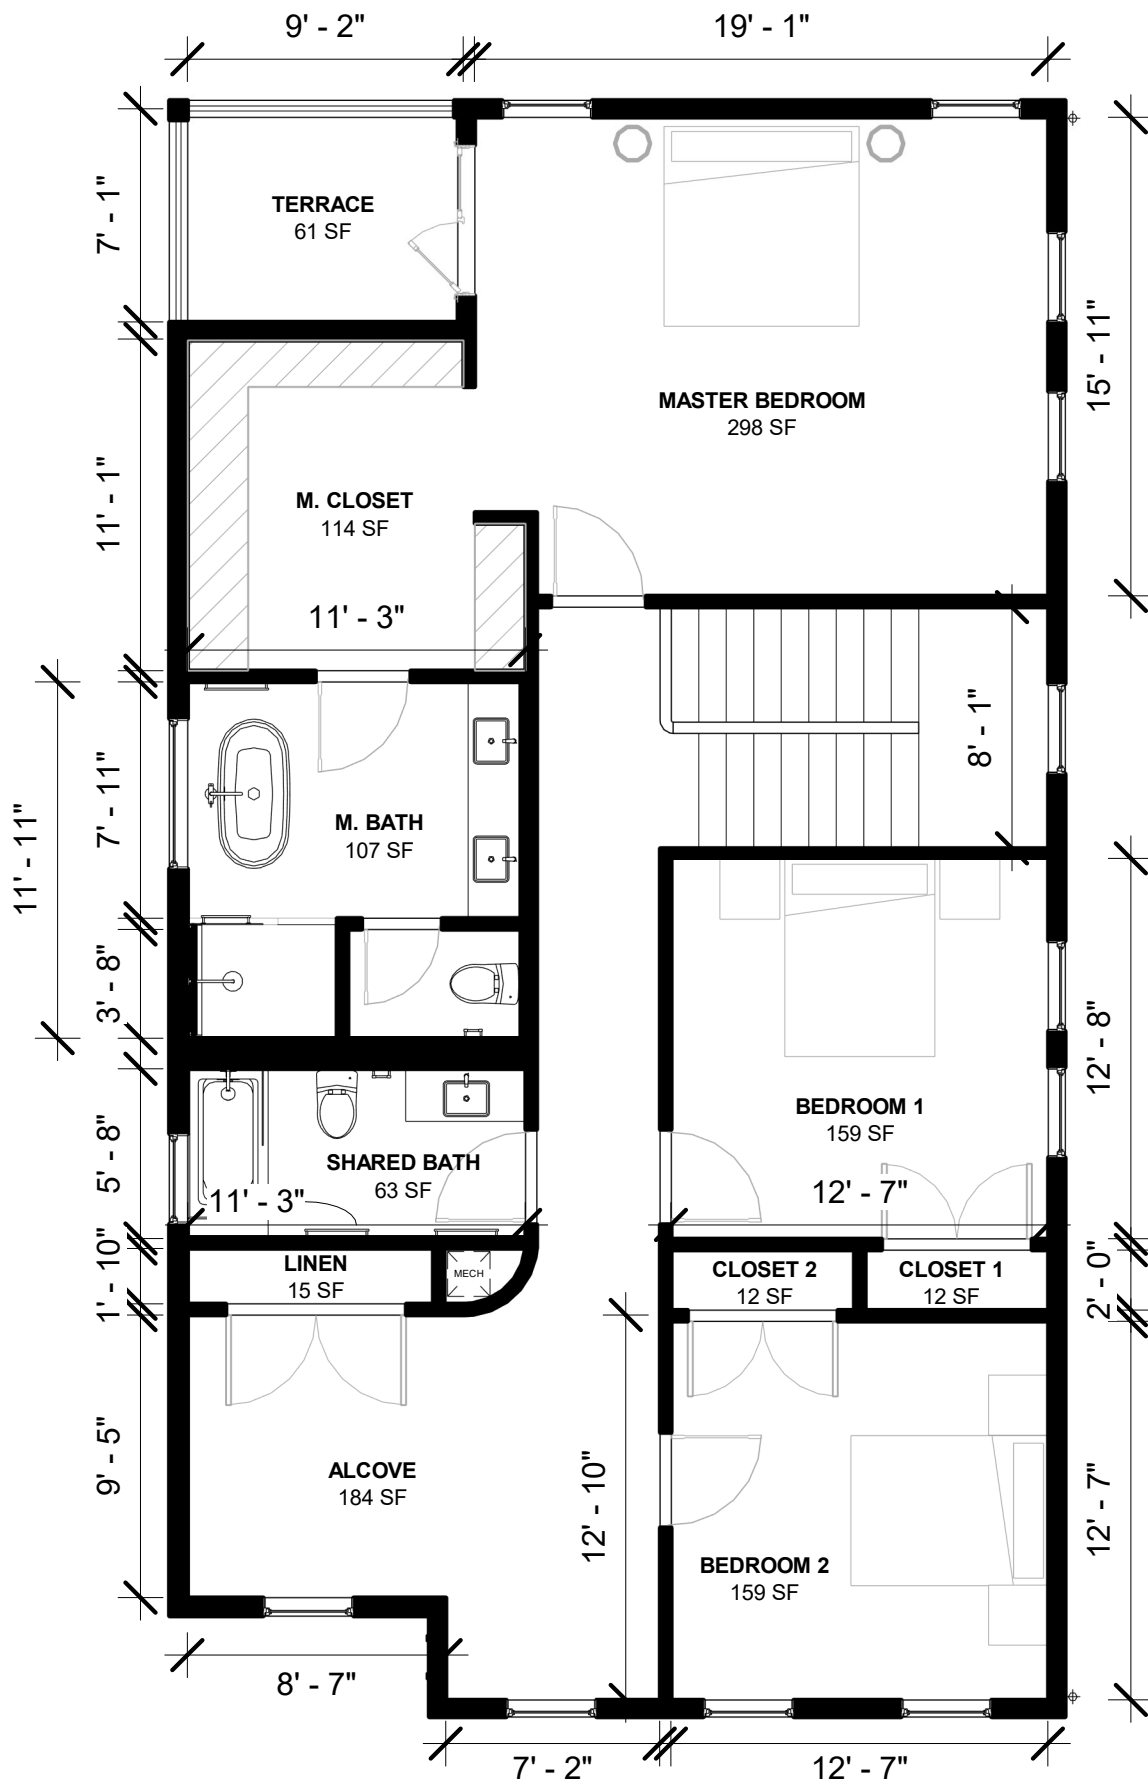 9' - 2"
19' - 1"
7' - 1"
TERRACE
61 SF
15' - 11"
MASTER BEDROOM
298 SF
11' - 1"
M. CLOSET
114 SF
11' - 3"
8' - 1"
11' - 11"
7' - 11"
M. BATH
107 SF
3' - 8"
12' - 8"
BEDROOM 1
159 SF
5' - 8"
SHARED BATH
63 SF
11' - 3"
12' - 7"
1' - 10"
LINEN
15 SF
MECH
CLOSET 2
12 SF
CLOSET 1
12 SF
2' - 0"
9' - 5"
ALCOVE
184 SF
12' - 10"
12' - 7"
BEDROOM 2
159 SF
8' - 7"
7' - 2"
12' - 7"